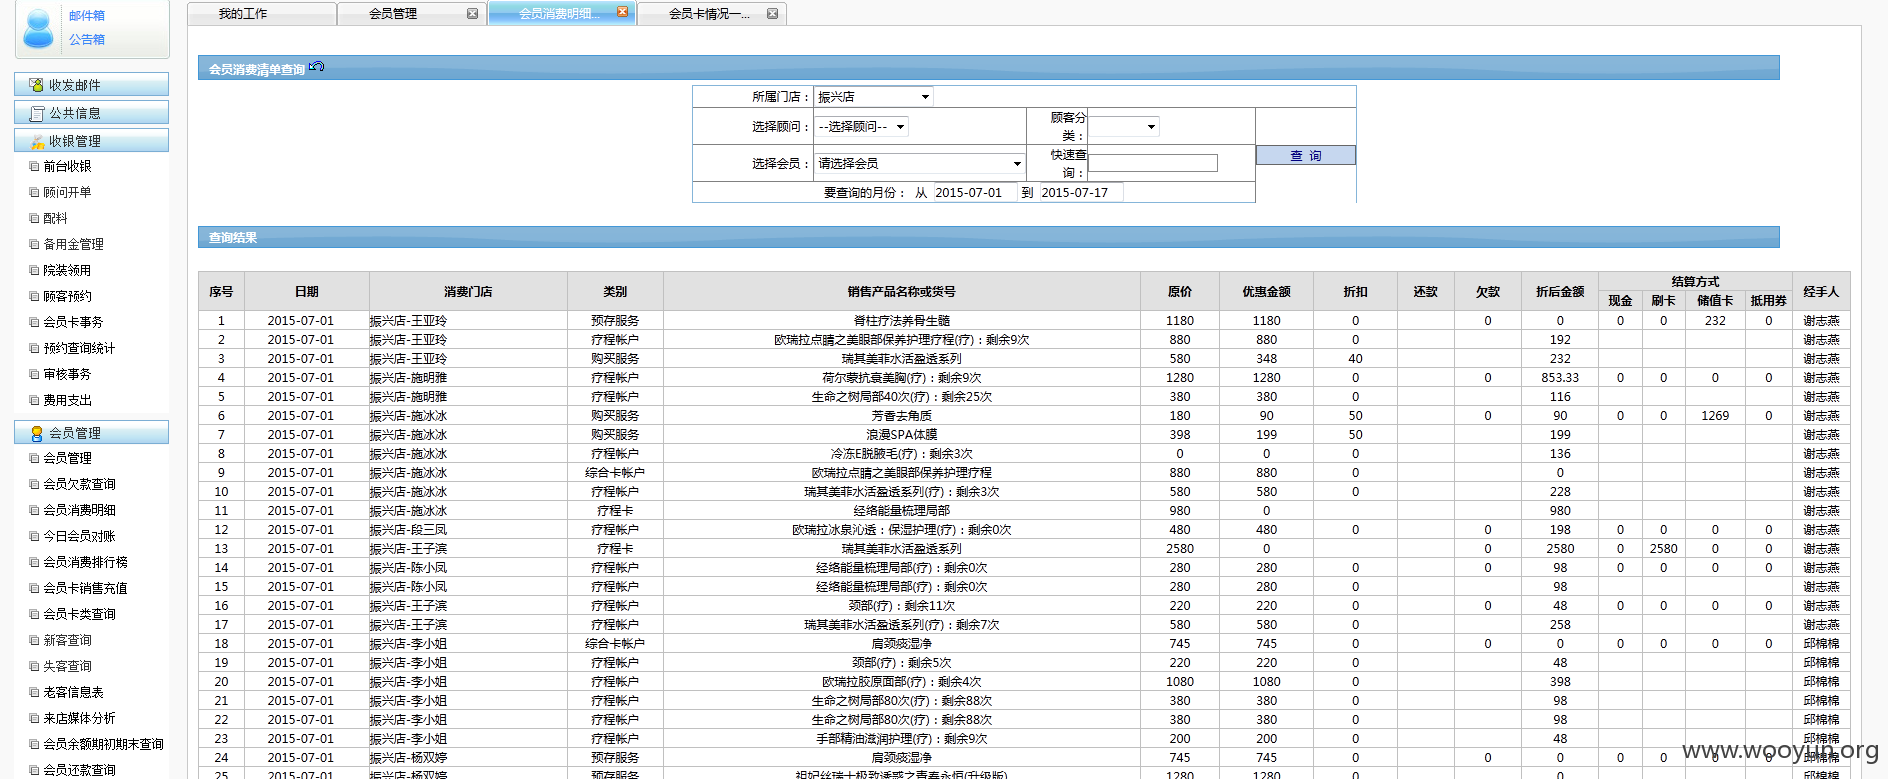 邮件箱
公告箱
收发邮件
公共信息
收银管理
前台收银
顾问开单
配料
备用金管理
院装领用
顾客预约
会员卡事务
预约查询统计
审核事务
费用支出
会员管理
会员管理
会员欠款查询
会员消费明细
今日会员对账
会员消费排行榜
会员卡销售充值
会员卡类查询
新客查询
失客查询
老客信息表
来店媒体分析
会员余额期初期末查询
会员还款查询
我的工作 会员管理 会员消费明细... 会员卡情况一...
会员消费清单查询
所属门店： 振兴店
选择顾问： --选择顾问-- 顾客分类：
选择会员： 请选择会员 快速查询： 查 询
要查询的月份： 从 2015-07-01 到 2015-07-17
查询结果
序号 日期 消费门店 类别 销售产品名称或货号 原价 优惠金额 折扣 还款 欠款 折后金额 结算方式 经手人
现金 刷卡 储值卡 抵用券
1 2015-07-01 振兴店-王亚玲 预存服务 脊柱疗法养骨生髓 1180 1180 0 0 0 0 0 232 0 谢志燕
2 2015-07-01 振兴店-王亚玲 疗程帐户 欧瑞拉点睛之美眼部保养护理疗程(疗)：剩余9次 880 880 0 192 谢志燕
3 2015-07-01 振兴店-王亚玲 购买服务 瑞其美菲水活盈透系列 580 348 40 232 谢志燕
4 2015-07-01 振兴店-施明雅 疗程帐户 荷尔蒙抗衰美胸(疗)：剩余9次 1280 1280 0 0 853.33 0 0 0 0 谢志燕
5 2015-07-01 振兴店-施明雅 疗程帐户 生命之树局部40次(疗)：剩余25次 380 380 0 116 谢志燕
6 2015-07-01 振兴店-施冰冰 购买服务 芳香去角质 180 90 50 0 90 0 0 1269 0 谢志燕
7 2015-07-01 振兴店-施冰冰 购买服务 浪漫SPA体膜 398 199 50 199 谢志燕
8 2015-07-01 振兴店-施冰冰 疗程帐户 冷冻E脱腋毛(疗)：剩余3次 0 0 0 136 谢志燕
9 2015-07-01 振兴店-施冰冰 综合卡帐户 欧瑞拉点睛之美眼部保养护理疗程 880 880 0 0 谢志燕
10 2015-07-01 振兴店-施冰冰 疗程帐户 瑞其美菲水活盈透系列(疗)：剩余3次 580 580 0 228 谢志燕
11 2015-07-01 振兴店-施冰冰 疗程卡 经络能量梳理局部 980 0 980 谢志燕
12 2015-07-01 振兴店-段三凤 疗程帐户 欧瑞拉冰泉沁透：保湿护理(疗)：剩余0次 480 480 0 0 198 0 0 0 0 谢志燕
13 2015-07-01 振兴店-王子滨 疗程卡 瑞其美菲水活盈透系列 2580 0 0 2580 0 2580 0 0 谢志燕
14 2015-07-01 振兴店-陈小凤 疗程帐户 经络能量梳理局部(疗)：剩余0次 280 280 0 0 98 0 0 0 0 谢志燕
15 2015-07-01 振兴店-陈小凤 疗程帐户 经络能量梳理局部(疗)：剩余0次 280 280 0 98 谢志燕
16 2015-07-01 振兴店-王子滨 疗程帐户 颈部(疗)：剩余11次 220 220 0 0 48 0 0 0 0 谢志燕
17 2015-07-01 振兴店-王子滨 疗程帐户 瑞其美菲水活盈透系列(疗)：剩余7次 580 580 0 258 谢志燕
18 2015-07-01 振兴店-李小姐 综合卡帐户 肩颈痰湿净 745 745 0 0 0 0 0 0 0 邱棉棉
19 2015-07-01 振兴店-李小姐 疗程帐户 颈部(疗)：剩余5次 220 220 0 48 邱棉棉
20 2015-07-01 振兴店-李小姐 疗程帐户 欧瑞拉胶原面部(疗)：剩余4次 1080 1080 0 398 邱棉棉
21 2015-07-01 振兴店-李小姐 疗程帐户 生命之树局部80次(疗)：剩余88次 380 380 0 98 邱棉棉
22 2015-07-01 振兴店-李小姐 疗程帐户 生命之树局部80次(疗)：剩余88次 380 380 0 98 邱棉棉
23 2015-07-01 振兴店-李小姐 疗程帐户 手部精油滋润护理(疗)：剩余9次 200 200 0 48 邱棉棉
24 2015-07-01 振兴店-杨双婷 预存服务 肩颈痰湿净 745 745 0 0 0 0 0 0 0 邱棉棉
25 2015-07-01 振兴店-杨双婷 预存服务 祖妃丝瑞士极致诱惑之青春永恒(升级版) 1280 1280 0 0 邱棉棉
www.wooyun.org